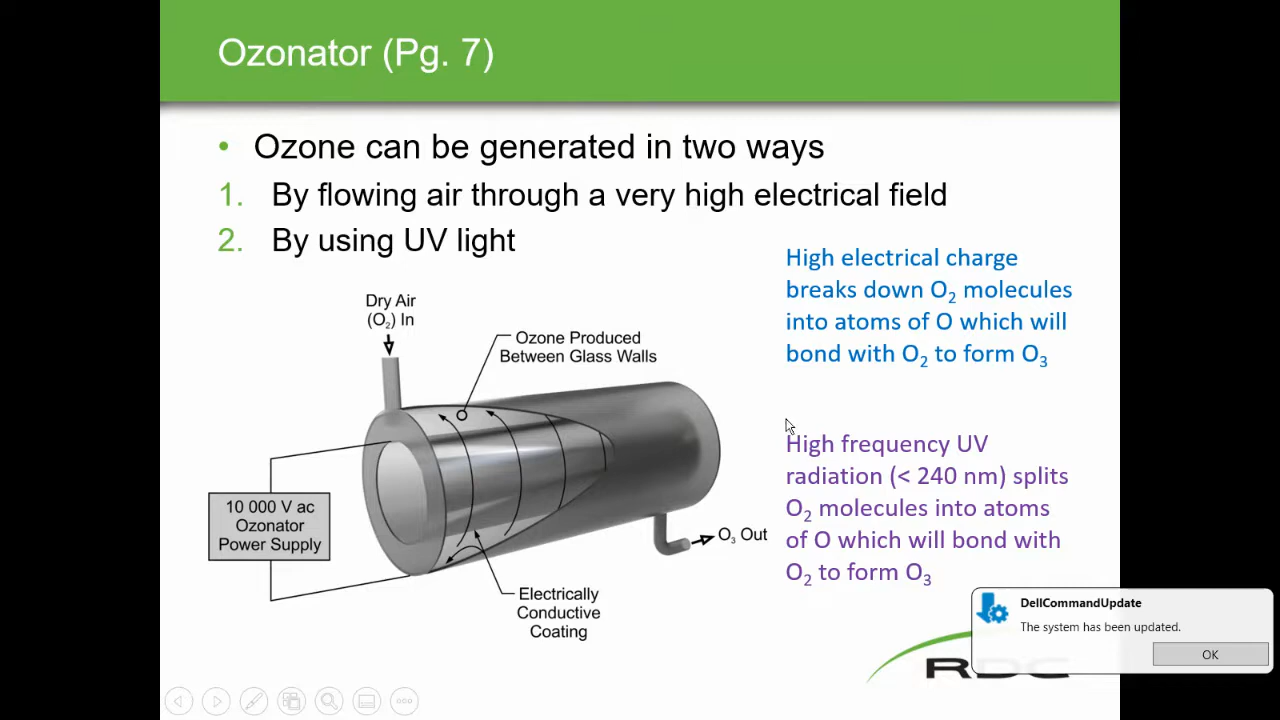 Ozonator (Pg. 7)
• Ozone can be generated in two ways
1. By flowing air through a very high electrical field
2. By using UV light
High electrical charge
breaks down O₂ molecules
into atoms of O which will
bond with O₂ to form O₃
Dry Air
(O₂) In
Ozone Produced
Between Glass Walls
10 000 V ac
Ozonator
Power Supply
O₃ Out
Electrically
Conductive
Coating
High frequency UV
radiation (< 240 nm) splits
O₂ molecules into atoms
of O which will bond with
O₂ to form O₃
DellCommandUpdate
The system has been updated.
OK
RDC